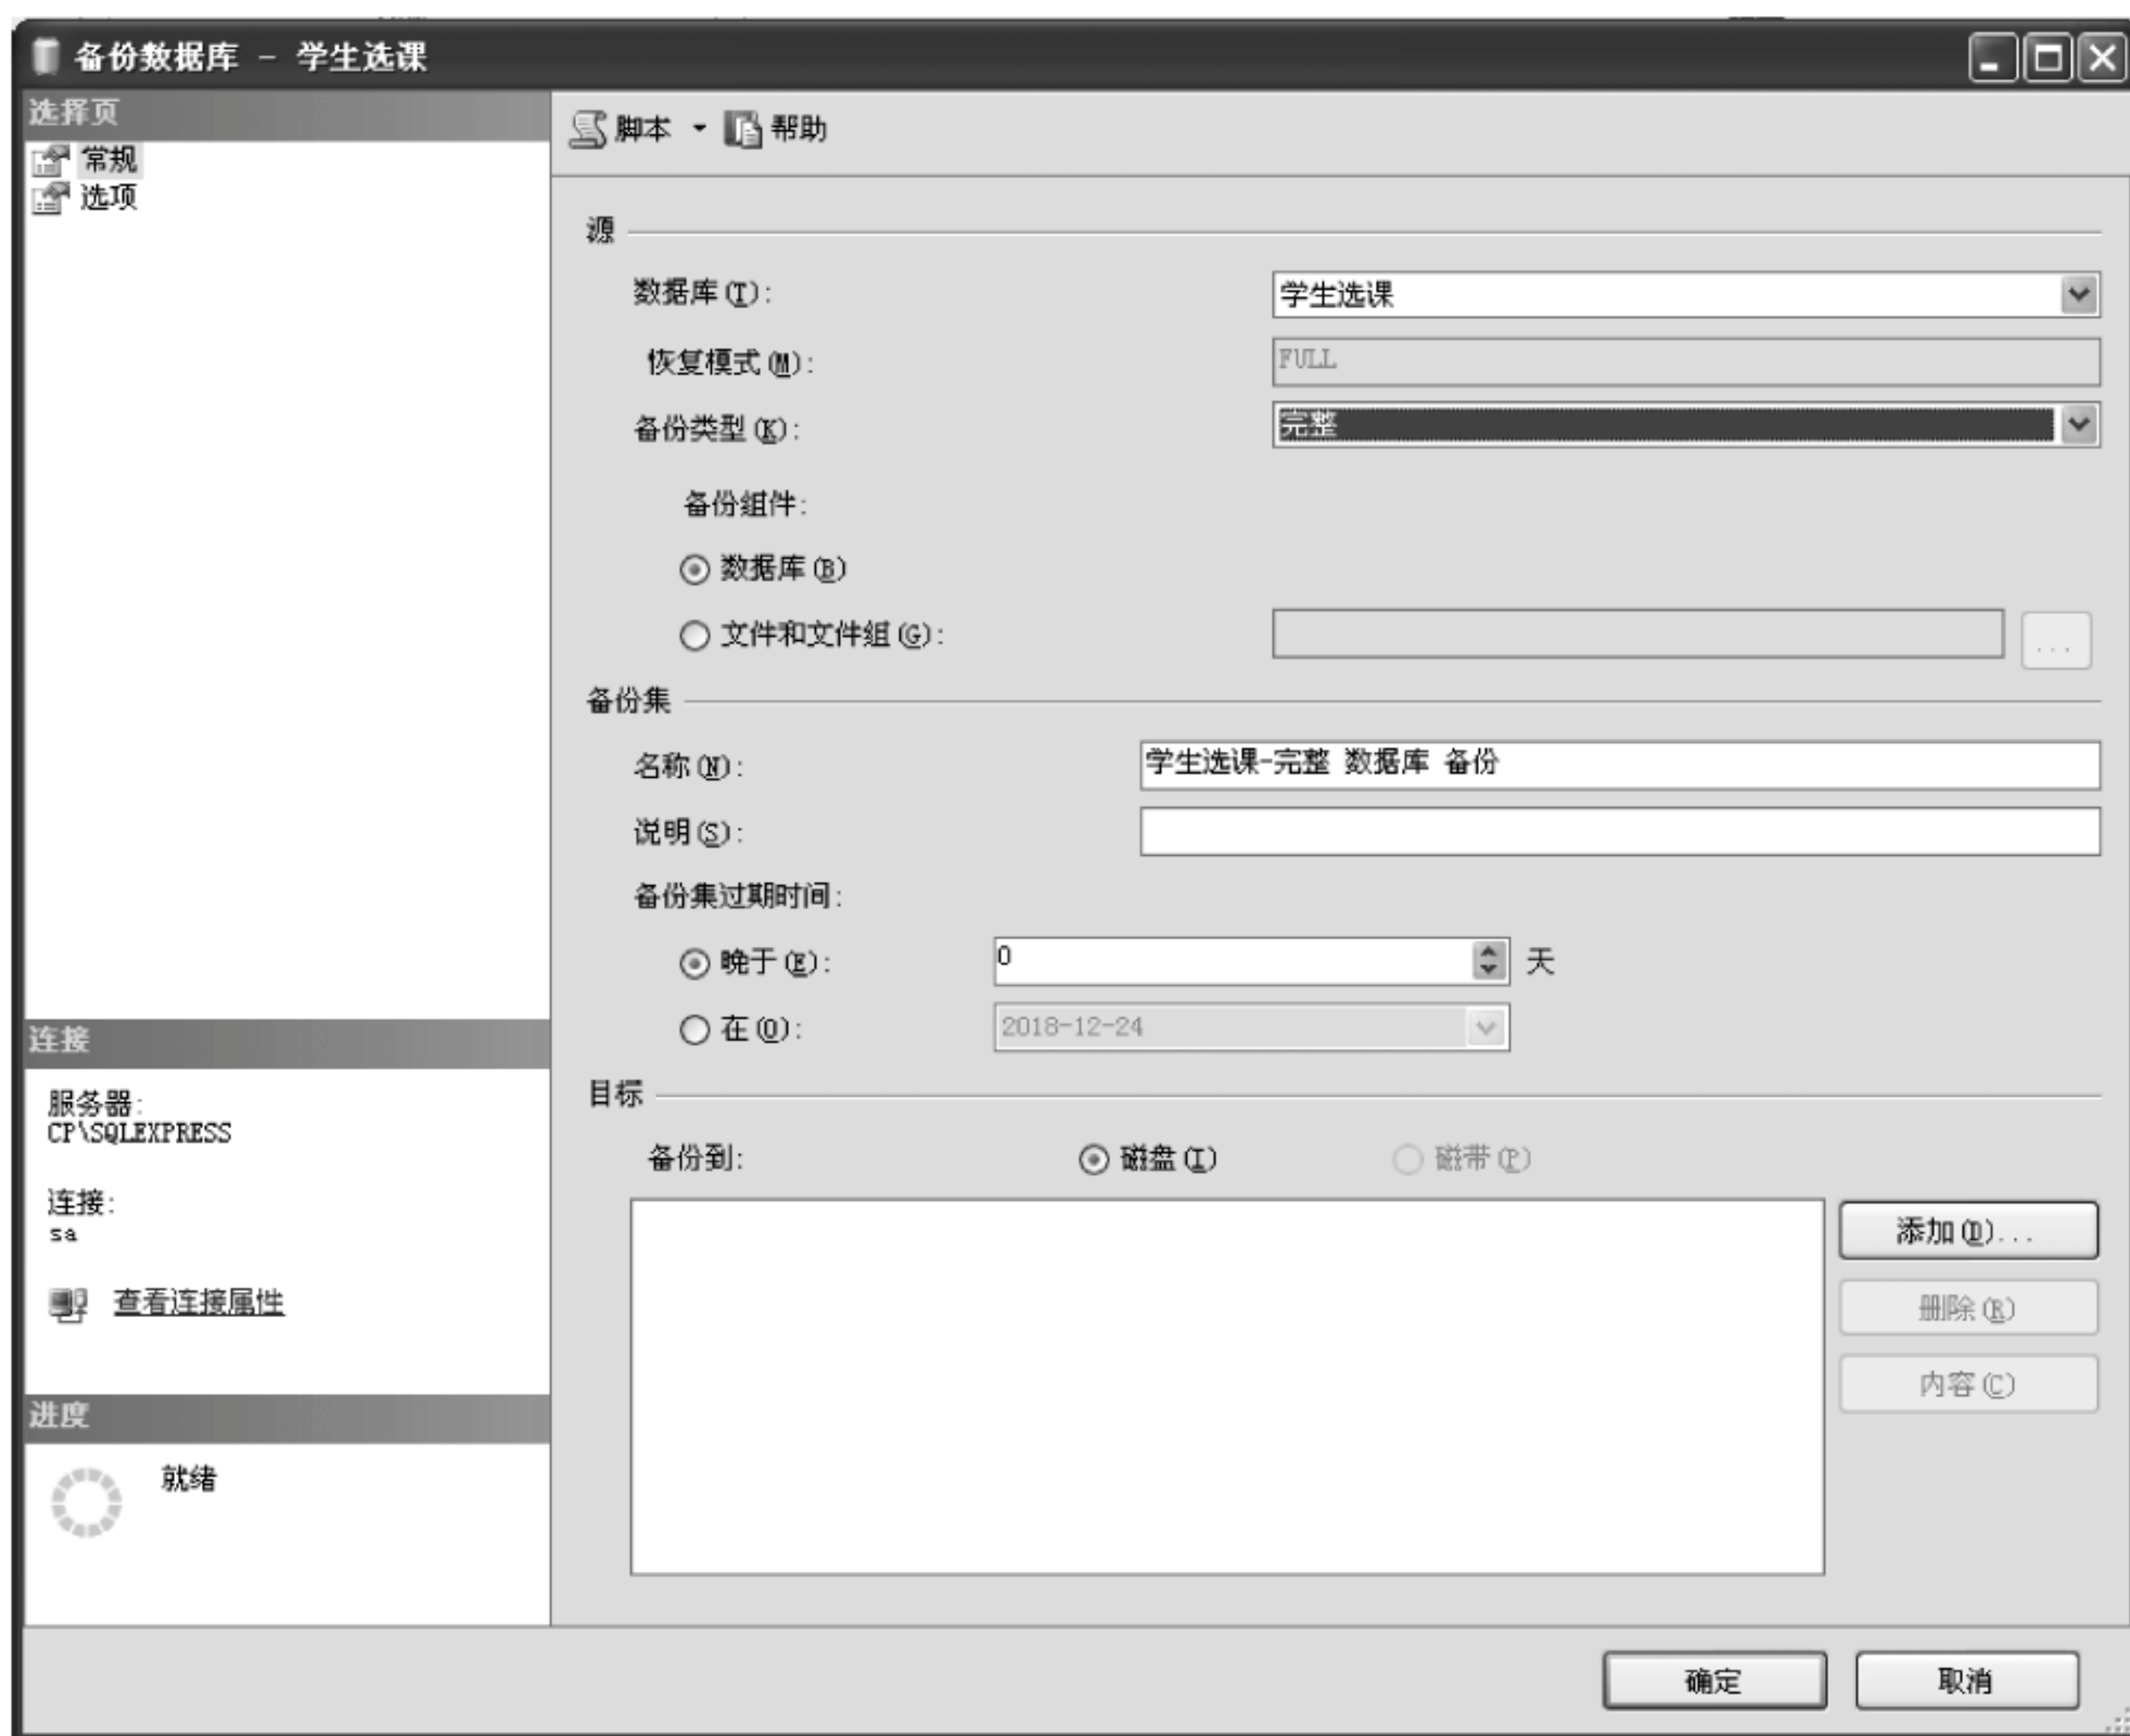 备份数据库 - 学生选课
选择页
常规
选项
脚本 帮助
源
数据库(T): 学生选课
恢复模式(M): FULL
备份类型(K): 完整
备份组件:
数据库(B)
文件和文件组(G): ...
备份集
名称(N): 学生选课-完整 数据库 备份
说明(S):
备份集过期时间:
晚于(E): 0 天
在(O): 2018-12-24
目标
备份到: 磁盘(I) 磁带(P)
添加(D)...
删除(R)
内容(C)
连接
服务器:
CP\SQLEXPRESS
连接:
sa
查看连接属性
进度
就绪
确定 取消